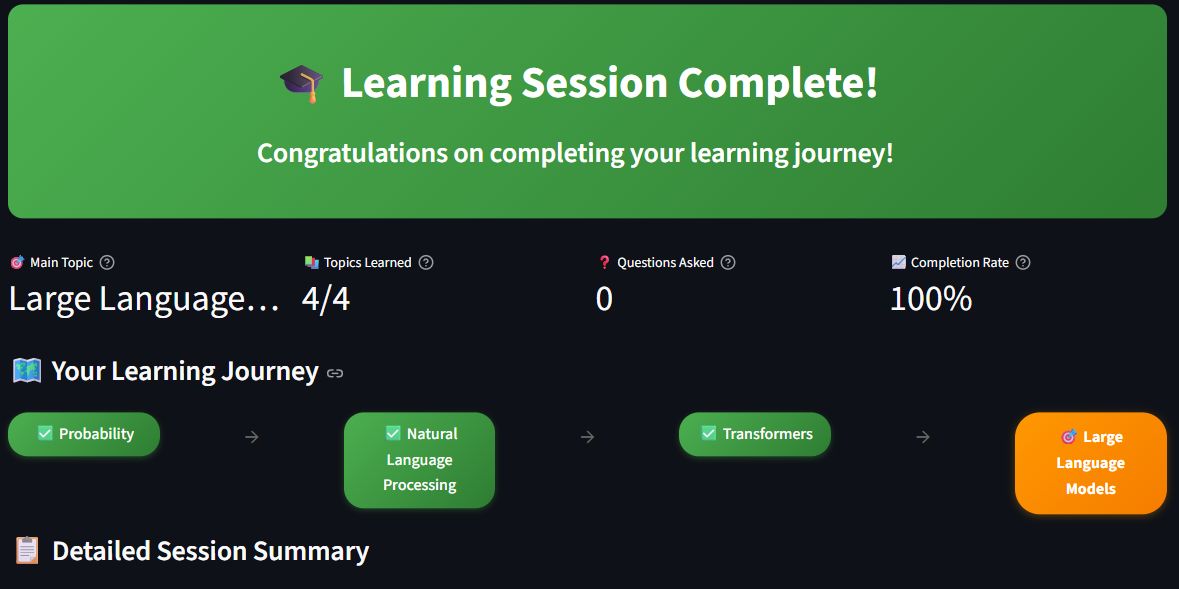 Learning Session Complete!
Congratulations on completing your learning journey!
Main Topic
Topics Learned
Questions Asked
Completion Rate
Large Language...
4/4
0
100%
Your Learning Journey
Probability
Natural
Language
Processing
Transformers
Large
Language
Models
Detailed Session Summary